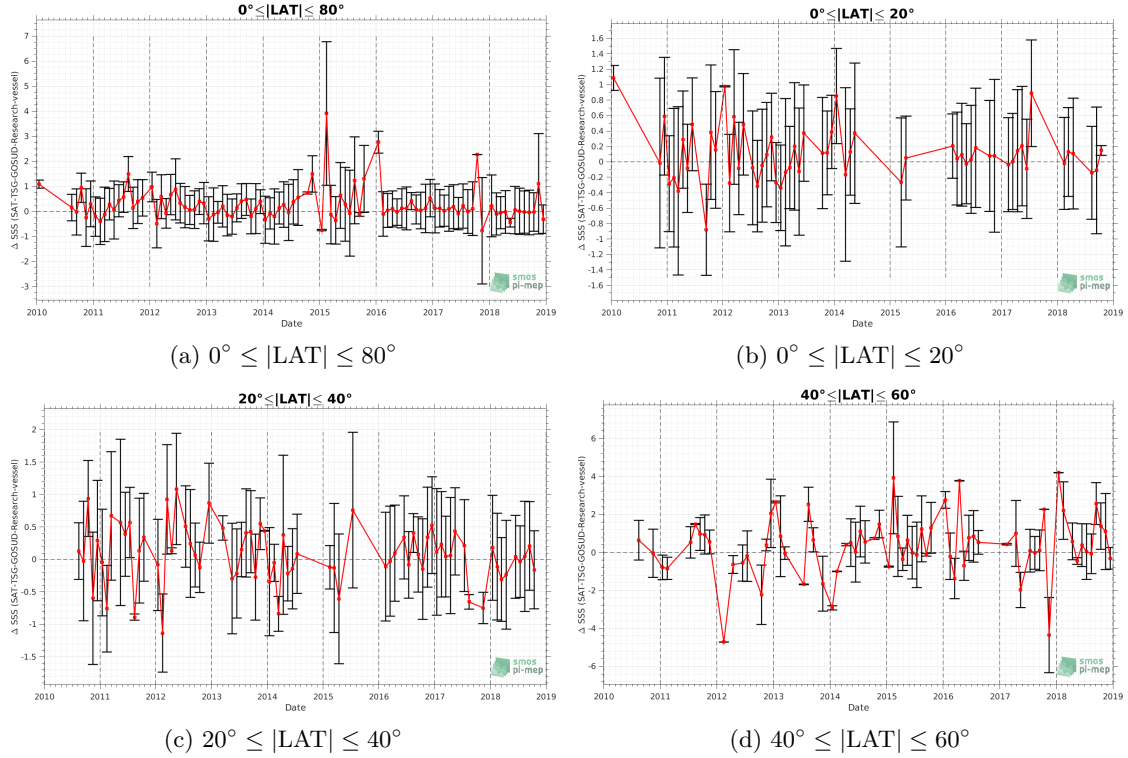 0°≤|LAT|≤ 80°
Δ SSS (SAT-TSG-GOSUD-Research-vessel)
7
6
5
4
3
2
1
0
-1
-2
-3
2010 2011 2012 2013 2014 2015 2016 2017 2018 2019
Date
smos
pi-mep
(a) 0° ≤ |LAT| ≤ 80°
0°≤|LAT|≤ 20°
Δ SSS (SAT-TSG-GOSUD-Research-vessel)
1.6
1.4
1.2
1
0.8
0.6
0.4
0.2
0
-0.2
-0.4
-0.6
-0.8
-1
-1.2
-1.4
-1.6
2010 2011 2012 2013 2014 2015 2016 2017 2018 2019
Date
smos
pi-mep
(b) 0° ≤ |LAT| ≤ 20°
20°≤|LAT|≤ 40°
Δ SSS (SAT-TSG-GOSUD-Research-vessel)
2
1.5
1
0.5
0
-0.5
-1
-1.5
2010 2011 2012 2013 2014 2015 2016 2017 2018 2019
Date
smos
pi-mep
(c) 20° ≤ |LAT| ≤ 40°
40°≤|LAT|≤ 60°
Δ SSS (SAT-TSG-GOSUD-Research-vessel)
6
4
2
0
-2
-4
-6
2010 2011 2012 2013 2014 2015 2016 2017 2018 2019
Date
smos
pi-mep
(d) 40° ≤ |LAT| ≤ 60°